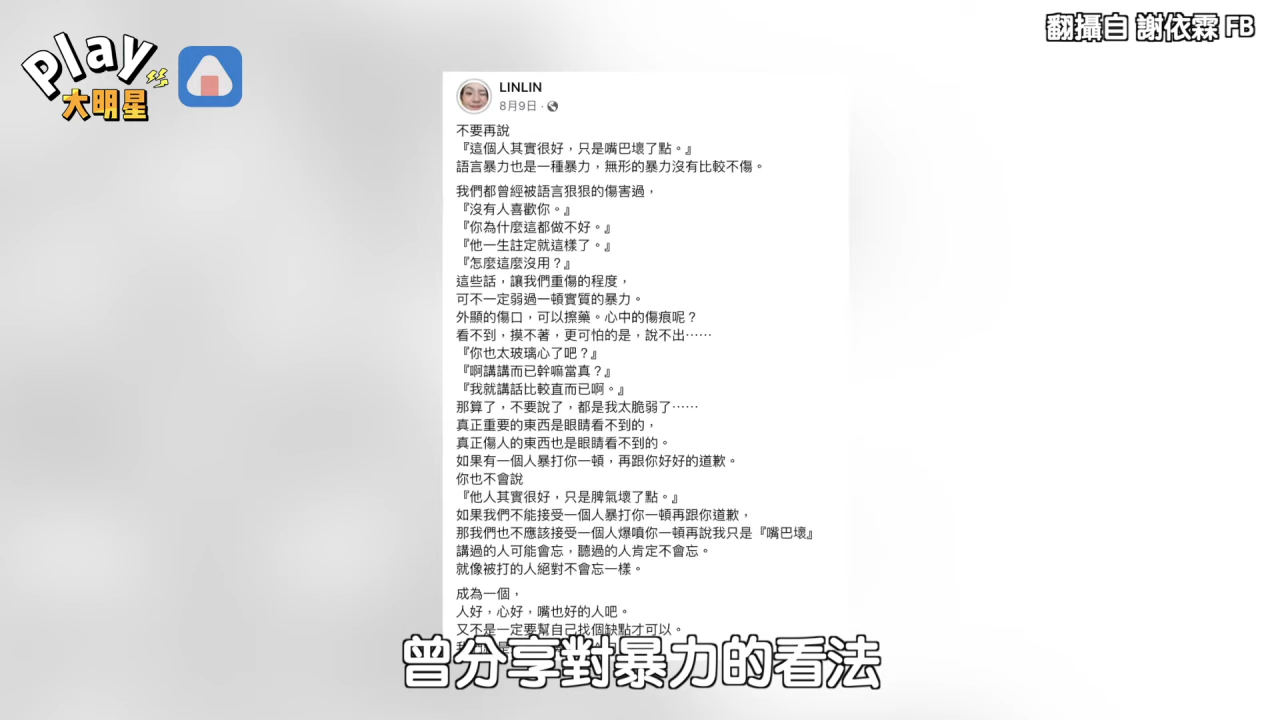 Play
大明星
翻攝自 謝依霖 FB
LINLIN
8月9日
不要再說
『這個人其實很好，只是嘴巴壞了點。』
語言暴力也是一種暴力，無形的暴力沒有比較不傷。
我們都曾經被語言狠狠的傷害過，
『沒有人喜歡你。』
『你為什麼這都做不好。』
『他一生註定就這樣了。』
『怎麼這麼沒用？』
這些話，讓我們重傷的程度，
可不一定弱過一頓實質的暴力。
外顯的傷口，可以擦藥。心中的傷痕呢？
看不到，摸不著，更可怕的是，說不出……
『你也太玻璃心了吧？』
『啊講講而已幹嘛當真？』
『我就講話比較直而已啊。』
那算了，不要說了，都是我太脆弱了……
真正重要的東西是眼睛看不到的，
真正傷人的東西也是眼睛看不到的。
如果有一個人暴打你一頓，再跟你好好的道歉。
你也不會說
『他人其實很好，只是脾氣壞了點。』
如果我們不能接受一個人暴打你一頓再跟你道歉，
那我們也不應該接受一個人爆噴你一頓再說我只是『嘴巴壞』
講過的人可能會忘，聽過的人肯定不會忘。
就像被打的人絕對不會忘一樣。
成為一個，
人好，心好，嘴也好的人吧。
又不是一定要幫自己找個缺點才可以。
曾分享對暴力的看法